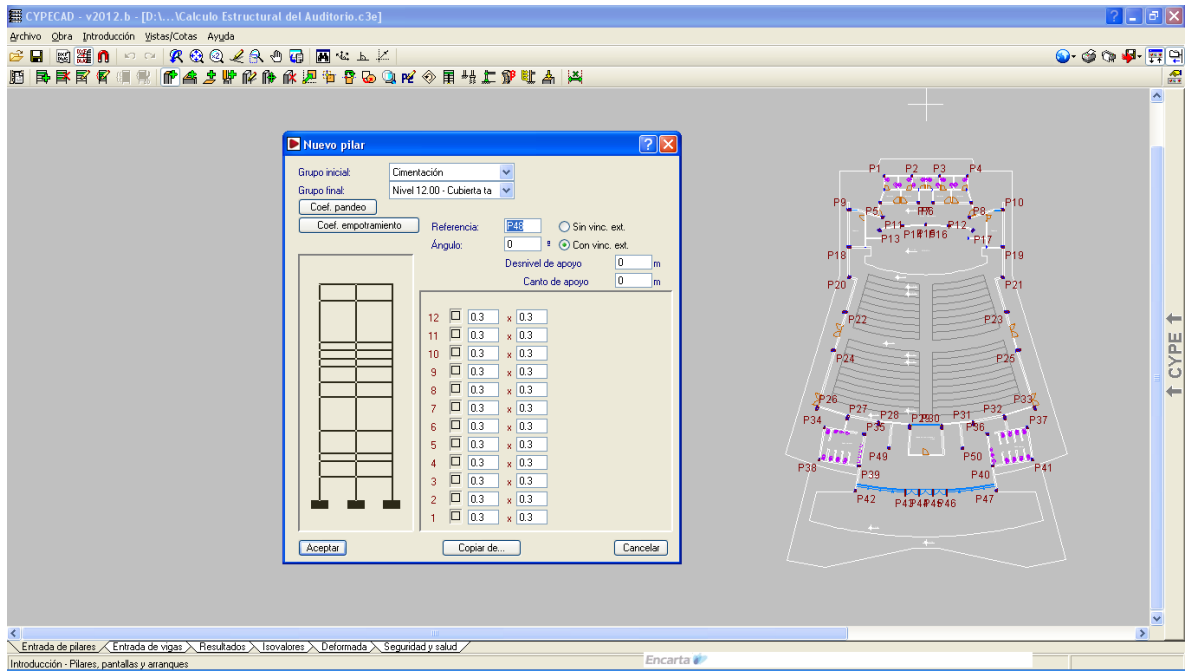 CYPECAD - v2012.b - [D:\...\Calculo Estructural del Auditorio.c3e]
Archivo Obra Introducción Vistas/Cotas Ayuda
Nuevo pilar
Grupo inicial: Cimentación
Grupo final: Nivel 12.00 - Cubierta ta
Coef. pandeo
Coef. empotramiento Referencia: P48 Sin vinc. ext.
Ángulo: 0 º Con vinc. ext.
Desnivel de apoyo 0 m
Canto de apoyo 0 m
12 0.3 x 0.3
11 0.3 x 0.3
10 0.3 x 0.3
9 0.3 x 0.3
8 0.3 x 0.3
7 0.3 x 0.3
6 0.3 x 0.3
5 0.3 x 0.3
4 0.3 x 0.3
3 0.3 x 0.3
2 0.3 x 0.3
1 0.3 x 0.3
Aceptar Copiar de... Cancelar
P1 P2 P3 P4
P9 P5 P8 P10
P11 P12
P13 P14 P16 P17
P18 P19
P20 P21
P22 P23
P24 P25
P26 P33
P27 P28 P29 P30 P31 P32
P34 P35 P36 P37
P49 P50
P38 P39 P40 P41
P42 P43 P44 P45 P46 P47
CYPE
Entrada de pilares Entrada de vigas Resultados Isovalores Deformada Seguridad y salud
Introducción - Pilares, pantallas y arranques
Encarta